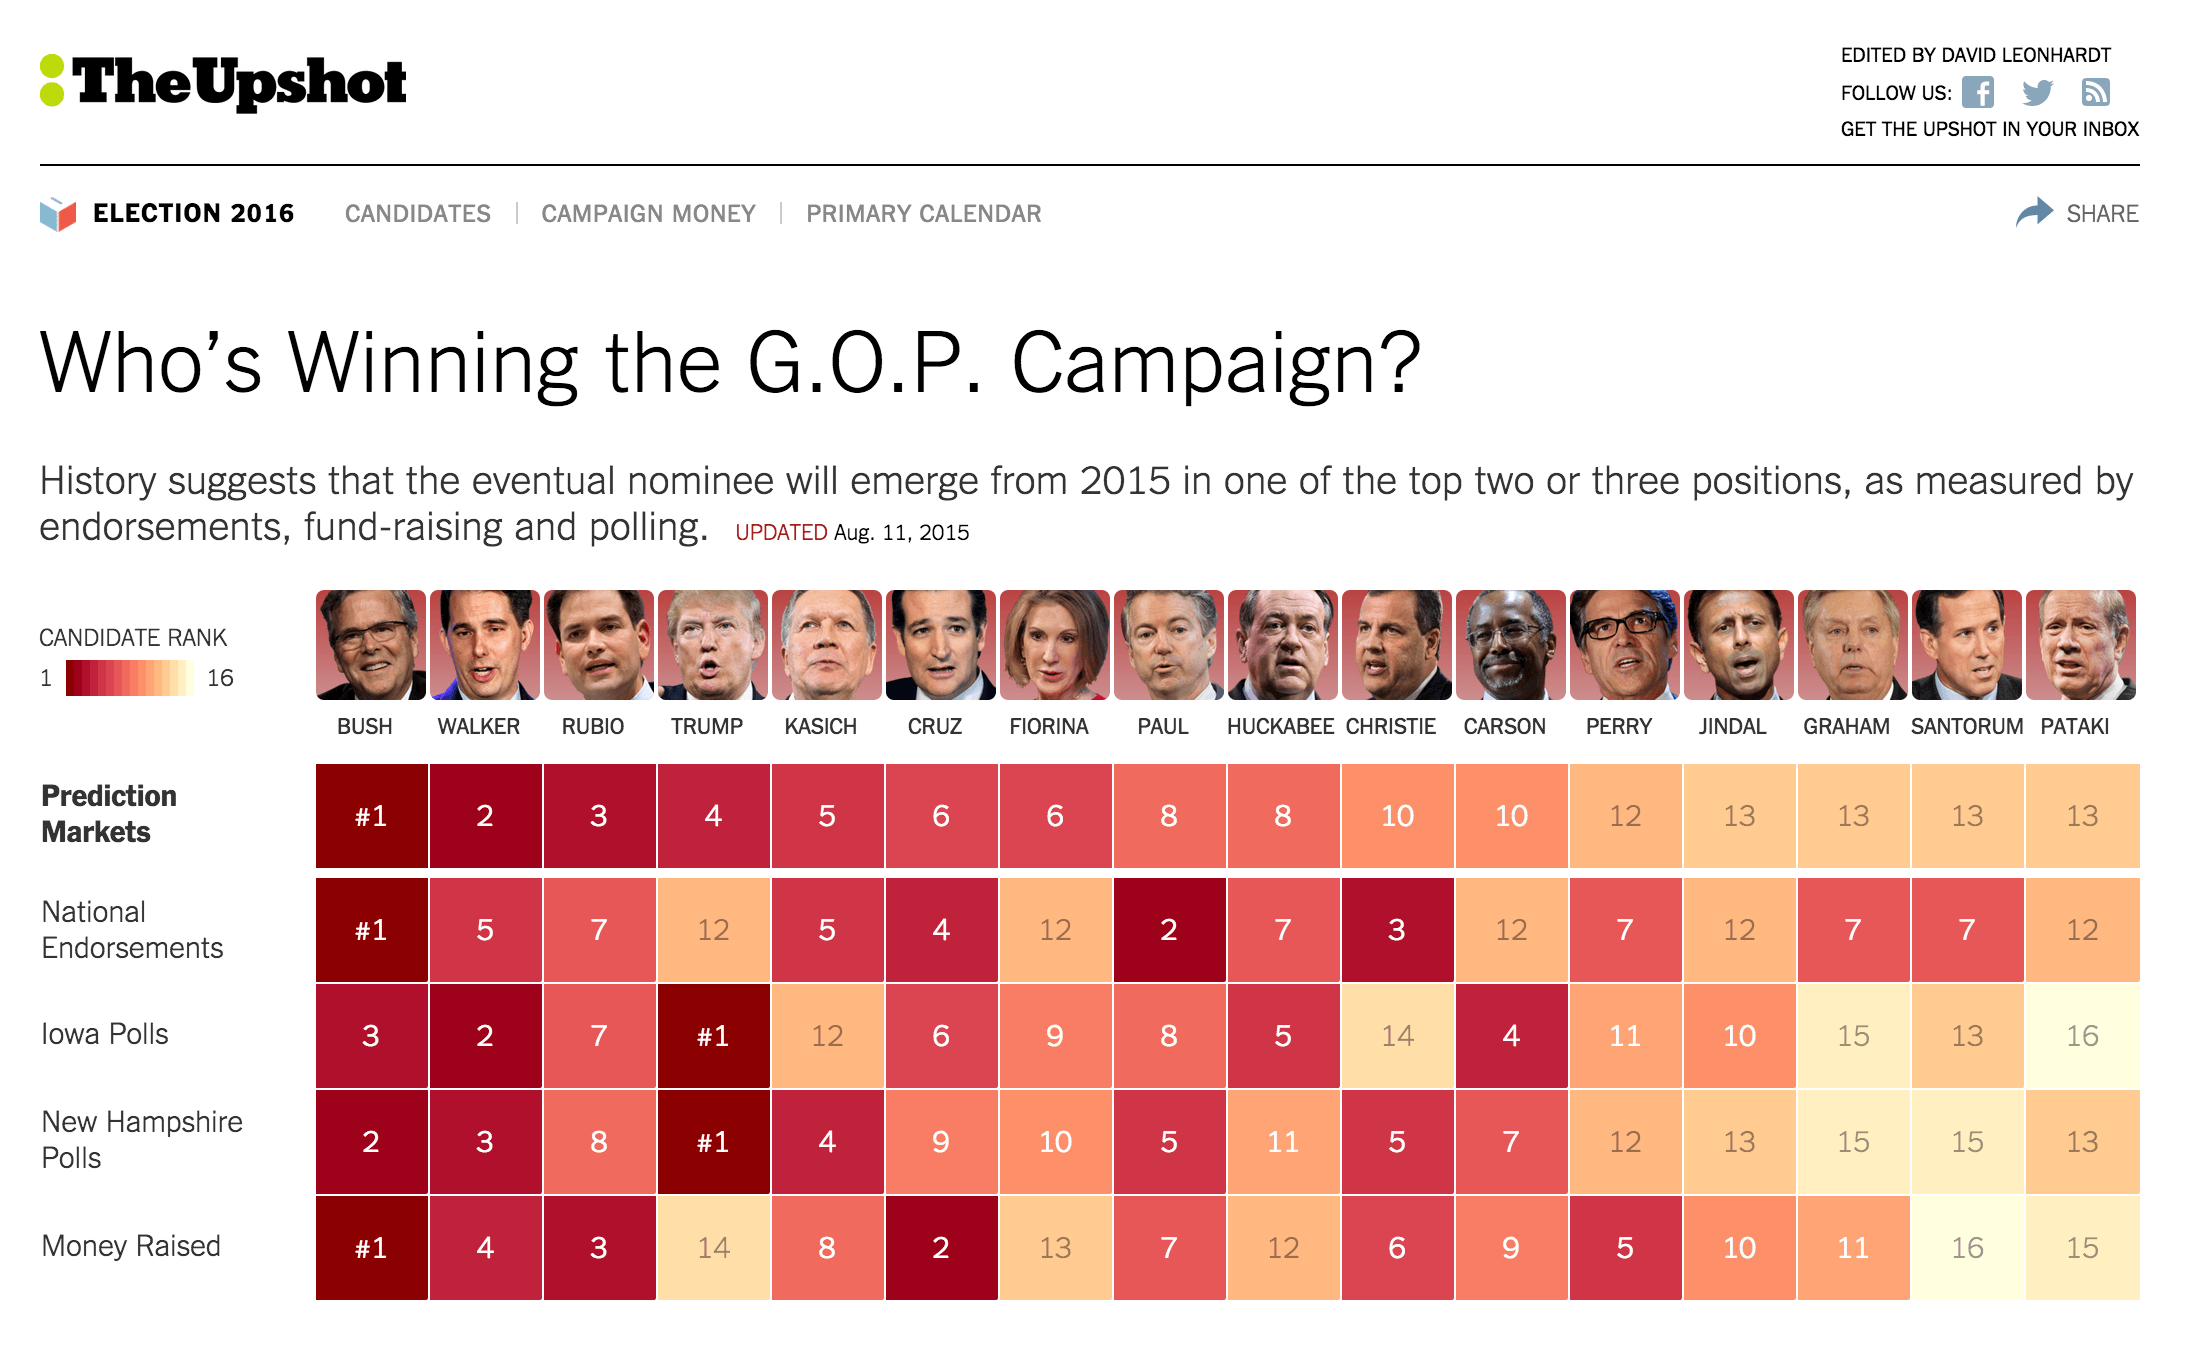 TheUpshot
EDITED BY DAVID LEONHARDT
FOLLOW US:
GET THE UPSHOT IN YOUR INBOX
ELECTION 2016 CANDIDATES | CAMPAIGN MONEY | PRIMARY CALENDAR SHARE
Who's Winning the G.O.P. Campaign?
History suggests that the eventual nominee will emerge from 2015 in one of the top two or three positions, as measured by
endorsements, fund-raising and polling. UPDATED Aug. 11, 2015
CANDIDATE RANK
1 16
BUSH WALKER RUBIO TRUMP KASICH CRUZ FIORINA PAUL HUCKABEE CHRISTIE CARSON PERRY JINDAL GRAHAM SANTORUM PATAKI
Prediction
Markets
#1 2 3 4 5 6 6 8 8 10 10 12 13 13 13 13
National
Endorsements
#1 5 7 12 5 4 12 2 7 3 12 7 12 7 7 12
Iowa Polls
3 2 7 #1 12 6 9 8 5 14 4 11 10 15 13 16
New Hampshire
Polls
2 3 8 #1 4 9 10 5 11 5 7 12 13 15 15 13
Money Raised
#1 4 3 14 8 2 13 7 12 6 9 5 10 11 16 15